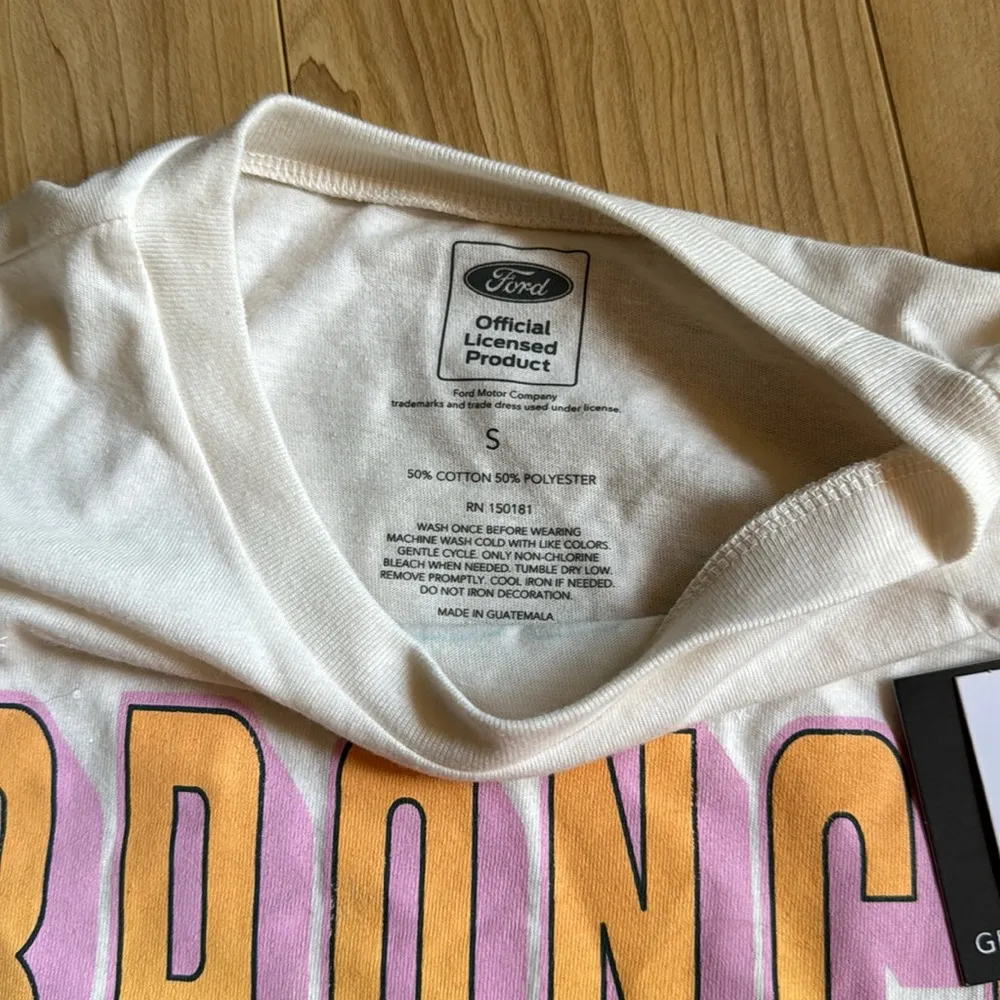 Ford
Official
Licensed
Product
Ford Motor Company
trademarks and trade dress used under license.
S
50% COTTON 50% POLYESTER
RN 150181
WASH ONCE BEFORE WEARING
MACHINE WASH COLD WITH LIKE COLORS.
GENTLE CYCLE. ONLY NON-CHLORINE
BLEACH WHEN NEEDED. TUMBLE DRY LOW.
REMOVE PROMPTLY. COOL IRON IF NEEDED.
DO NOT IRON DECORATION.
MADE IN GUATEMALA